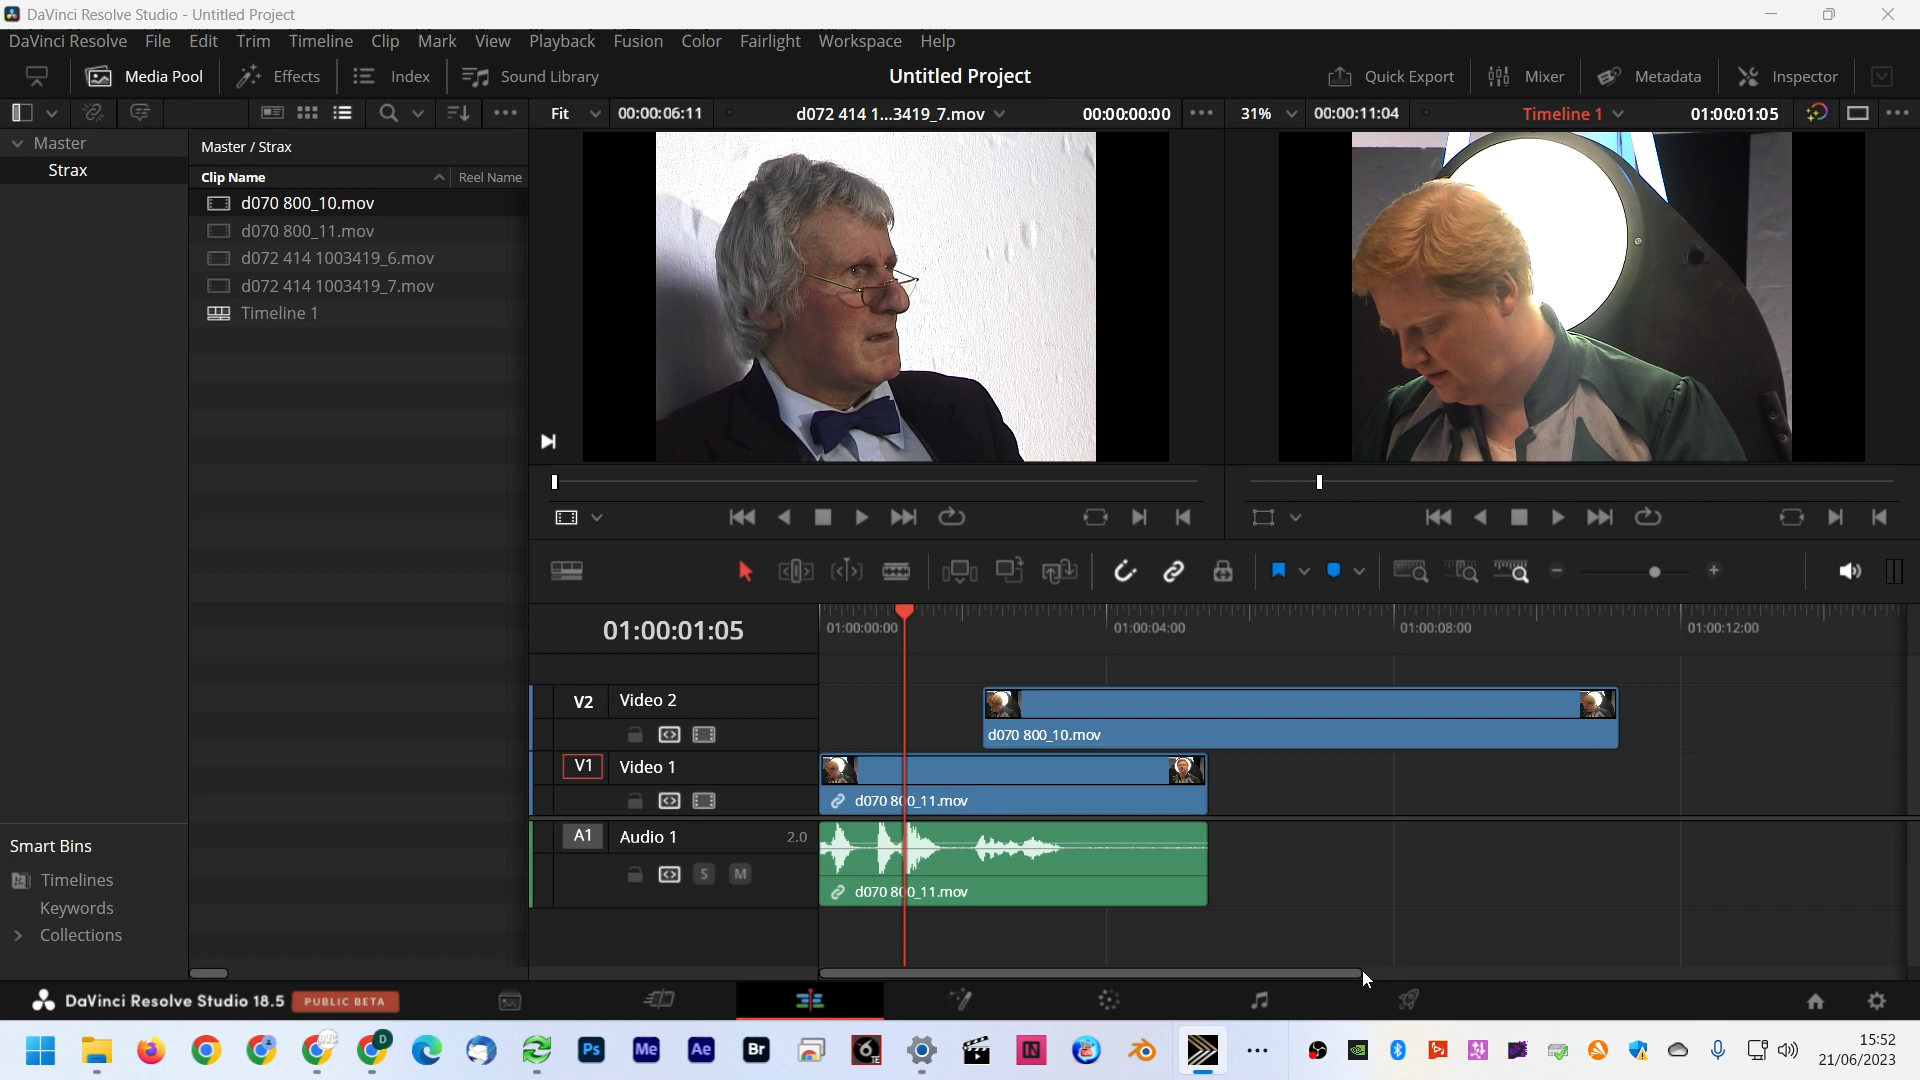 DaVinci Resolve Studio - Untitled Project
DaVinci Resolve File Edit Trim Timeline Clip Mark View Playback Fusion Color Fairlight Workspace Help
Media Pool Effects Index Sound Library Untitled Project Quick Export Mixer Metadata Inspector
Fit 00:00:06:11 d072 414 1...3419_7.mov 00:00:00:00 31% 00:00:11:04 Timeline 1 01:00:01:05
Master
Strax
Master / Strax
Clip Name Reel Name
d070 800_10.mov
d070 800_11.mov
d072 414 1003419_6.mov
d072 414 1003419_7.mov
Timeline 1
01:00:01:05
01:00:00:00 01:00:04:00 01:00:08:00 01:00:12:00
V2 Video 2
d070 800_10.mov
V1 Video 1
d070 800_11.mov
A1 Audio 1 2.0
S M
d070 800_11.mov
Smart Bins
Timelines
Keywords
Collections
DaVinci Resolve Studio 18.5 PUBLIC BETA
Ps Me Ae Br
15:52
21/06/2023